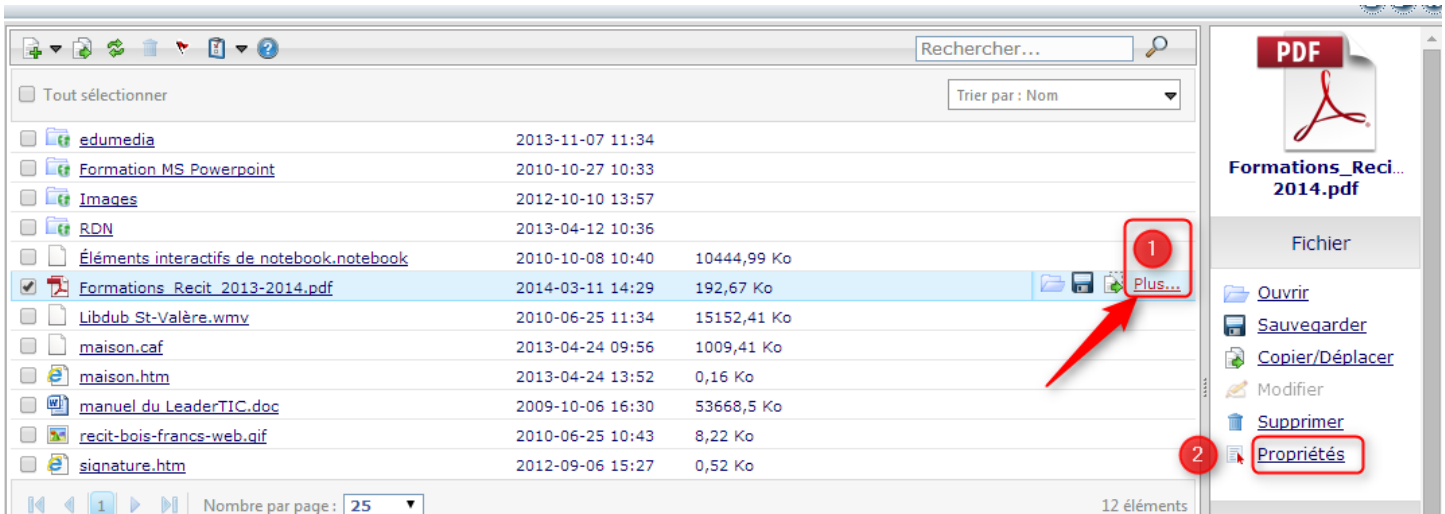 Rechercher...
Tout sélectionner
Trier par : Nom
edumedia 2013-11-07 11:34
Formation MS Powerpoint 2010-10-27 10:33
Images 2012-10-10 13:57
RDN 2013-04-12 10:36
Éléments interactifs de notebook.notebook 2010-10-08 10:40 10444,99 Ko
Formations_Recit_2013-2014.pdf 2014-03-11 14:29 192,67 Ko Plus...
1
Libdub St-Valère.wmv 2010-06-25 11:34 15152,41 Ko
maison.caf 2013-04-24 09:56 1009,41 Ko
maison.htm 2013-04-24 13:52 0,16 Ko
manuel du LeaderTIC.doc 2009-10-06 16:30 53668,5 Ko
recit-bois-francs-web.gif 2010-06-25 10:43 8,22 Ko
signature.htm 2012-09-06 15:27 0,52 Ko
1 Nombre par page : 25 12 éléments
PDF
Formations_Reci...
2014.pdf
Fichier
Ouvrir
Sauvegarder
Copier/Déplacer
Modifier
Supprimer
2 Propriétés